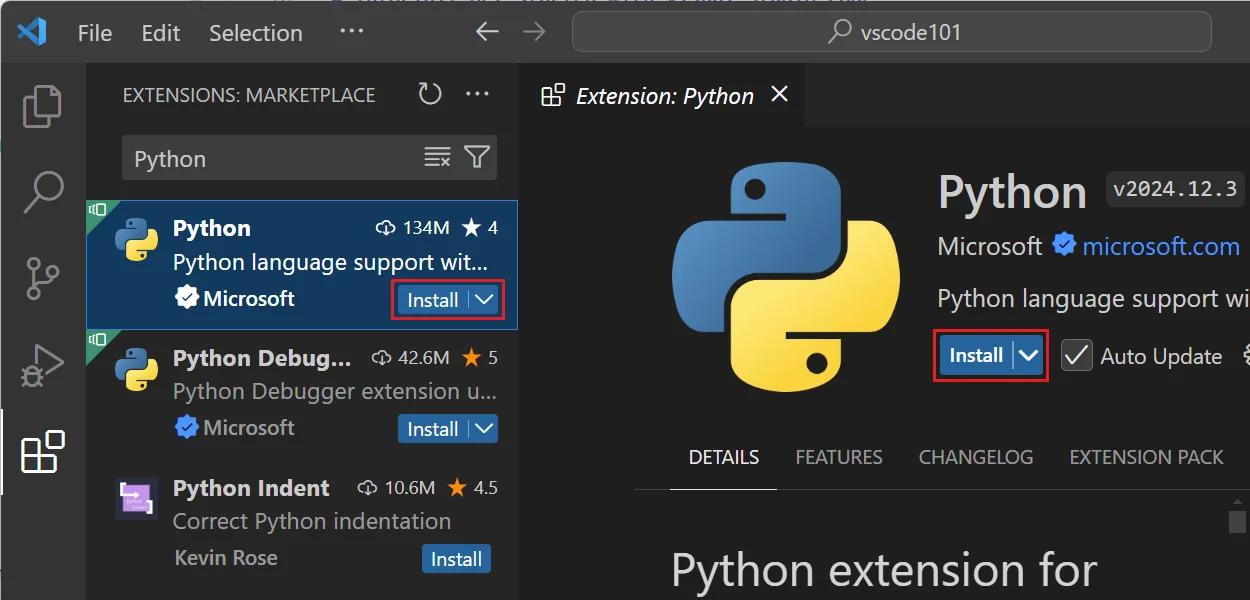 File Edit Selection ··· vscode101
EXTENSIONS: MARKETPLACE ···
Extension: Python
Python
Python 134M 4
Python language support wit...
Microsoft Install
Python Debug... 42.6M 5
Python Debugger extension u...
Microsoft Install
Python Indent 10.6M 4.5
Correct Python indentation
Kevin Rose Install
Python v2024.12.3
Microsoft microsoft.com
Python language support wi
Install Auto Update
DETAILS FEATURES CHANGELOG EXTENSION PACK
Python extension for